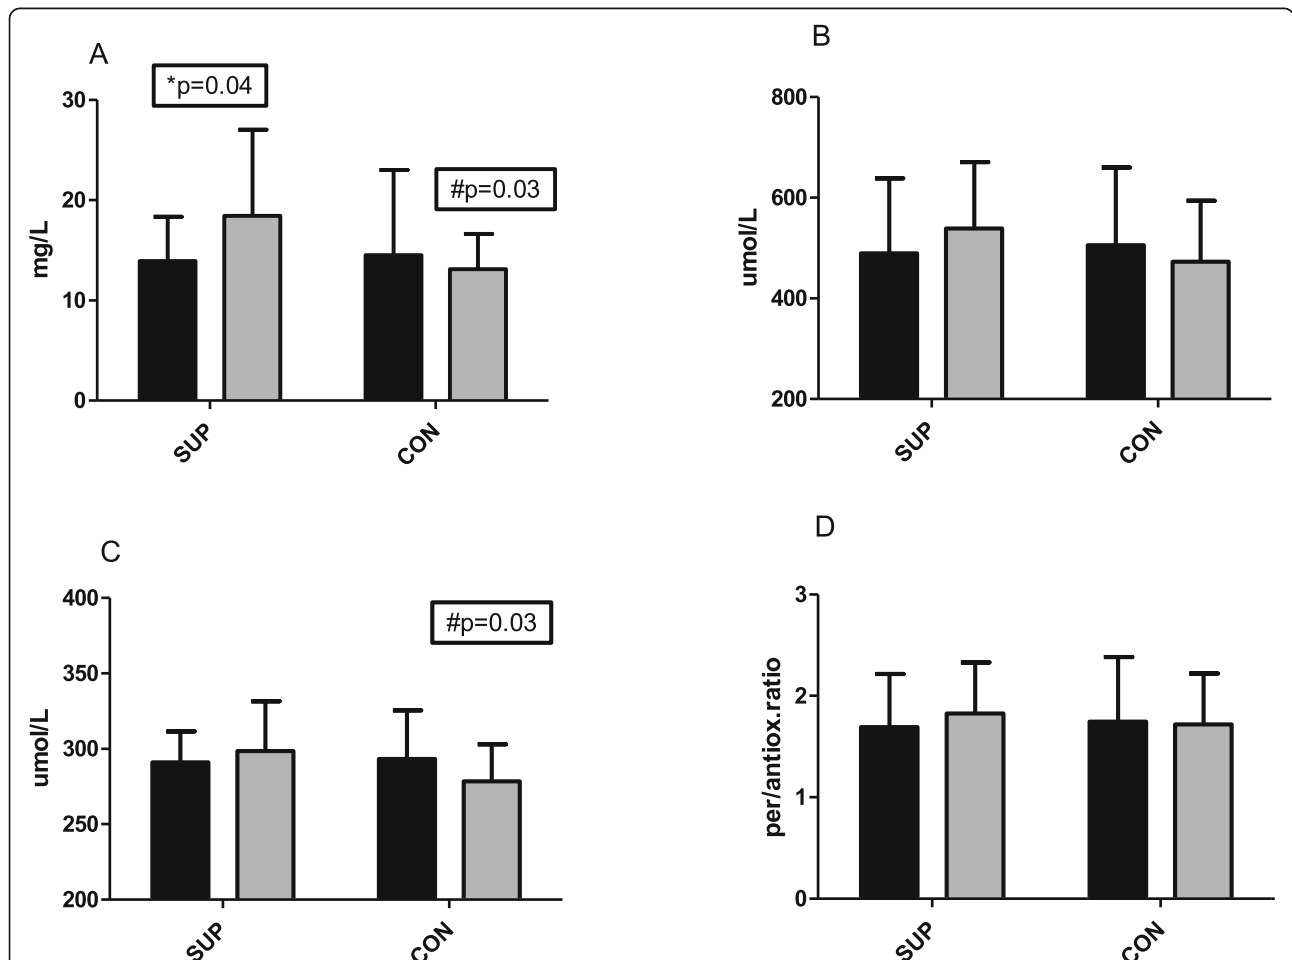 A
*p=0.04
#p=0.03
30
20
10
0
mg/L
SUP
CON
B
800
600
400
200
umol/L
SUP
CON
C
#p=0.03
400
350
300
250
200
umol/L
SUP
CON
D
3
2
1
0
per/antiox.ratio
SUP
CON